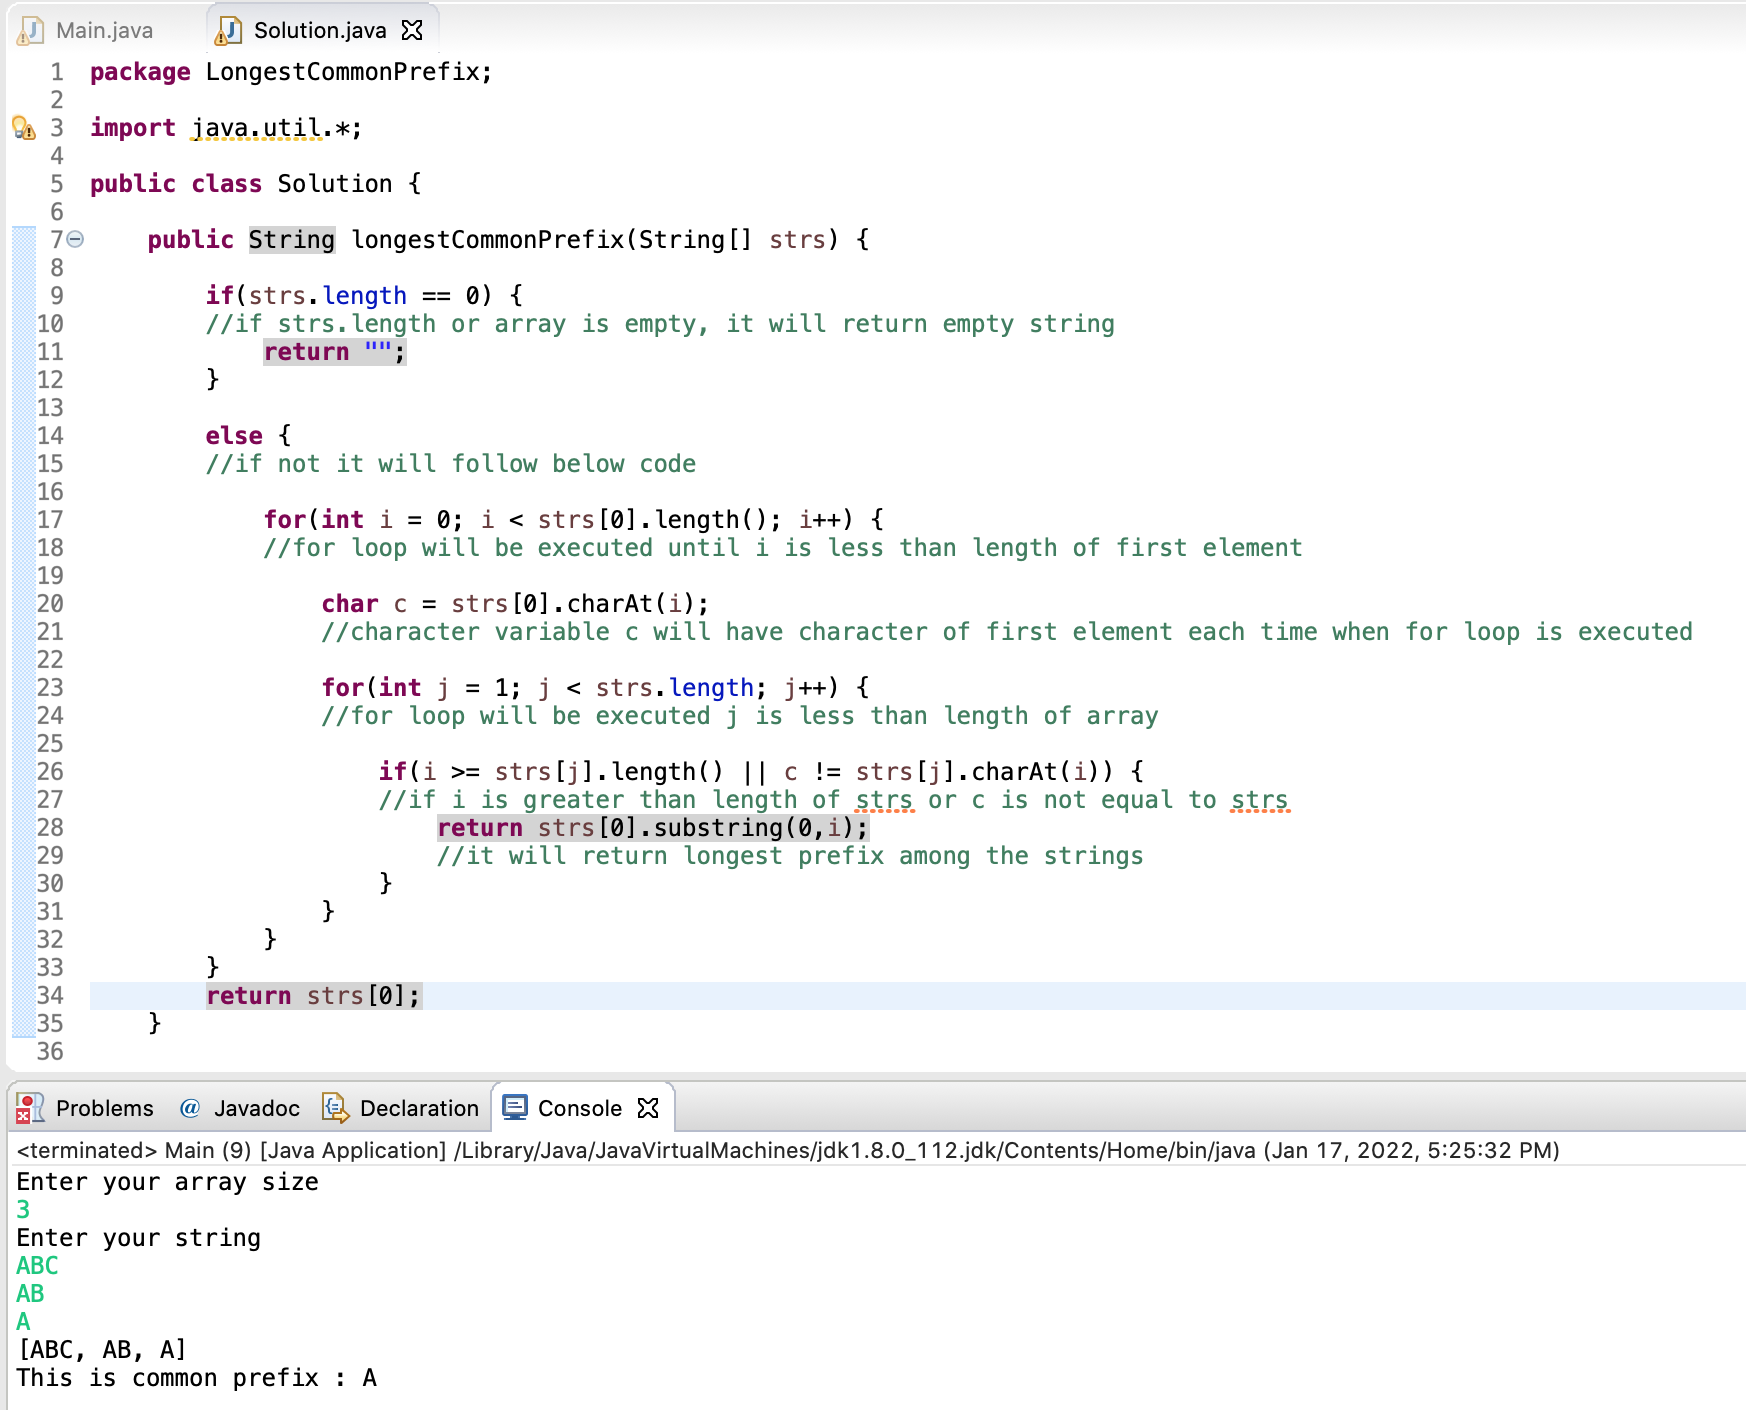 Main.java Solution.java
1 package LongestCommonPrefix;
2
3 import java.util.*;
4
5 public class Solution {
6
7 public String longestCommonPrefix(String[] strs) {
8
9 if(strs.length == 0) {
10 //if strs.length or array is empty, it will return empty string
11 return "";
12 }
13
14 else {
15 //if not it will follow below code
16
17 for(int i = 0; i < strs[0].length(); i++) {
18 //for loop will be executed until i is less than length of first element
19
20 char c = strs[0].charAt(i);
21 //character variable c will have character of first element each time when for loop is executed
22
23 for(int j = 1; j < strs.length; j++) {
24 //for loop will be executed j is less than length of array
25
26 if(i >= strs[j].length() || c != strs[j].charAt(i)) {
27 //if i is greater than length of strs or c is not equal to strs
28 return strs[0].substring(0,i);
29 //it will return longest prefix among the strings
30 }
31 }
32 }
33 }
34 return strs[0];
35 }
36
Problems @ Javadoc Declaration Console
<terminated> Main (9) [Java Application] /Library/Java/JavaVirtualMachines/jdk1.8.0_112.jdk/Contents/Home/bin/java (Jan 17, 2022, 5:25:32 PM)
Enter your array size
3
Enter your string
ABC
AB
A
[ABC, AB, A]
This is common prefix : A